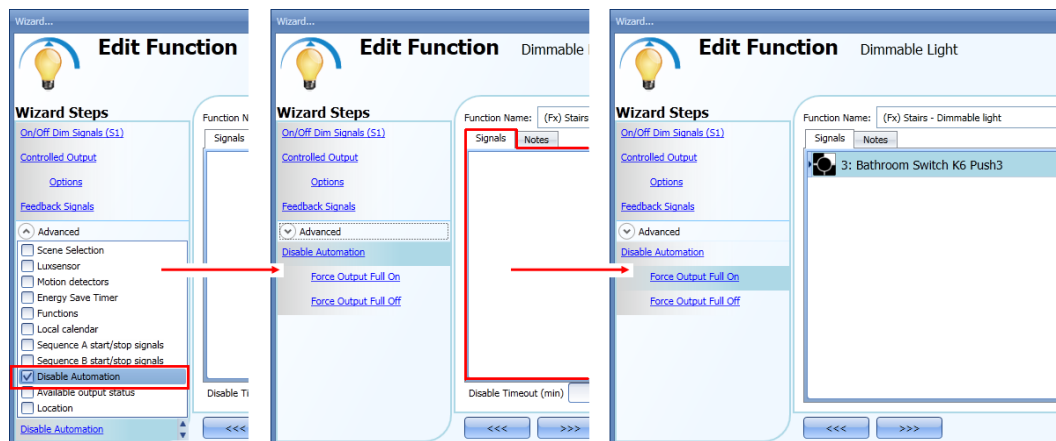 Wizard...
Edit Function
Wizard Steps
On/Off Dim Signals (S1)
Controlled Output
Options
Feedback Signals
Advanced
Scene Selection
Luxsensor
Motion detectors
Energy Save Timer
Functions
Local calendar
Sequence A start/stop signals
Sequence B start/stop signals
Disable Automation
Available output status
Location
Disable Automation
Function N
Signals
Disable Ti
<<<
Wizard...
Edit Function Dimmable
Wizard Steps
On/Off Dim Signals (S1)
Controlled Output
Options
Feedback Signals
Advanced
Disable Automation
Force Output Full On
Force Output Full Off
Function Name: (Fx) Stairs
Signals Notes
Disable Timeout (min)
<<< >>>
Wizard...
Edit Function Dimmable Light
Wizard Steps
On/Off Dim Signals (S1)
Controlled Output
Options
Feedback Signals
Advanced
Disable Automation
Force Output Full On
Force Output Full Off
Function Name: (Fx) Stairs - Dimmable light
Signals Notes
3: Bathroom Switch K6 Push3
<<< >>>